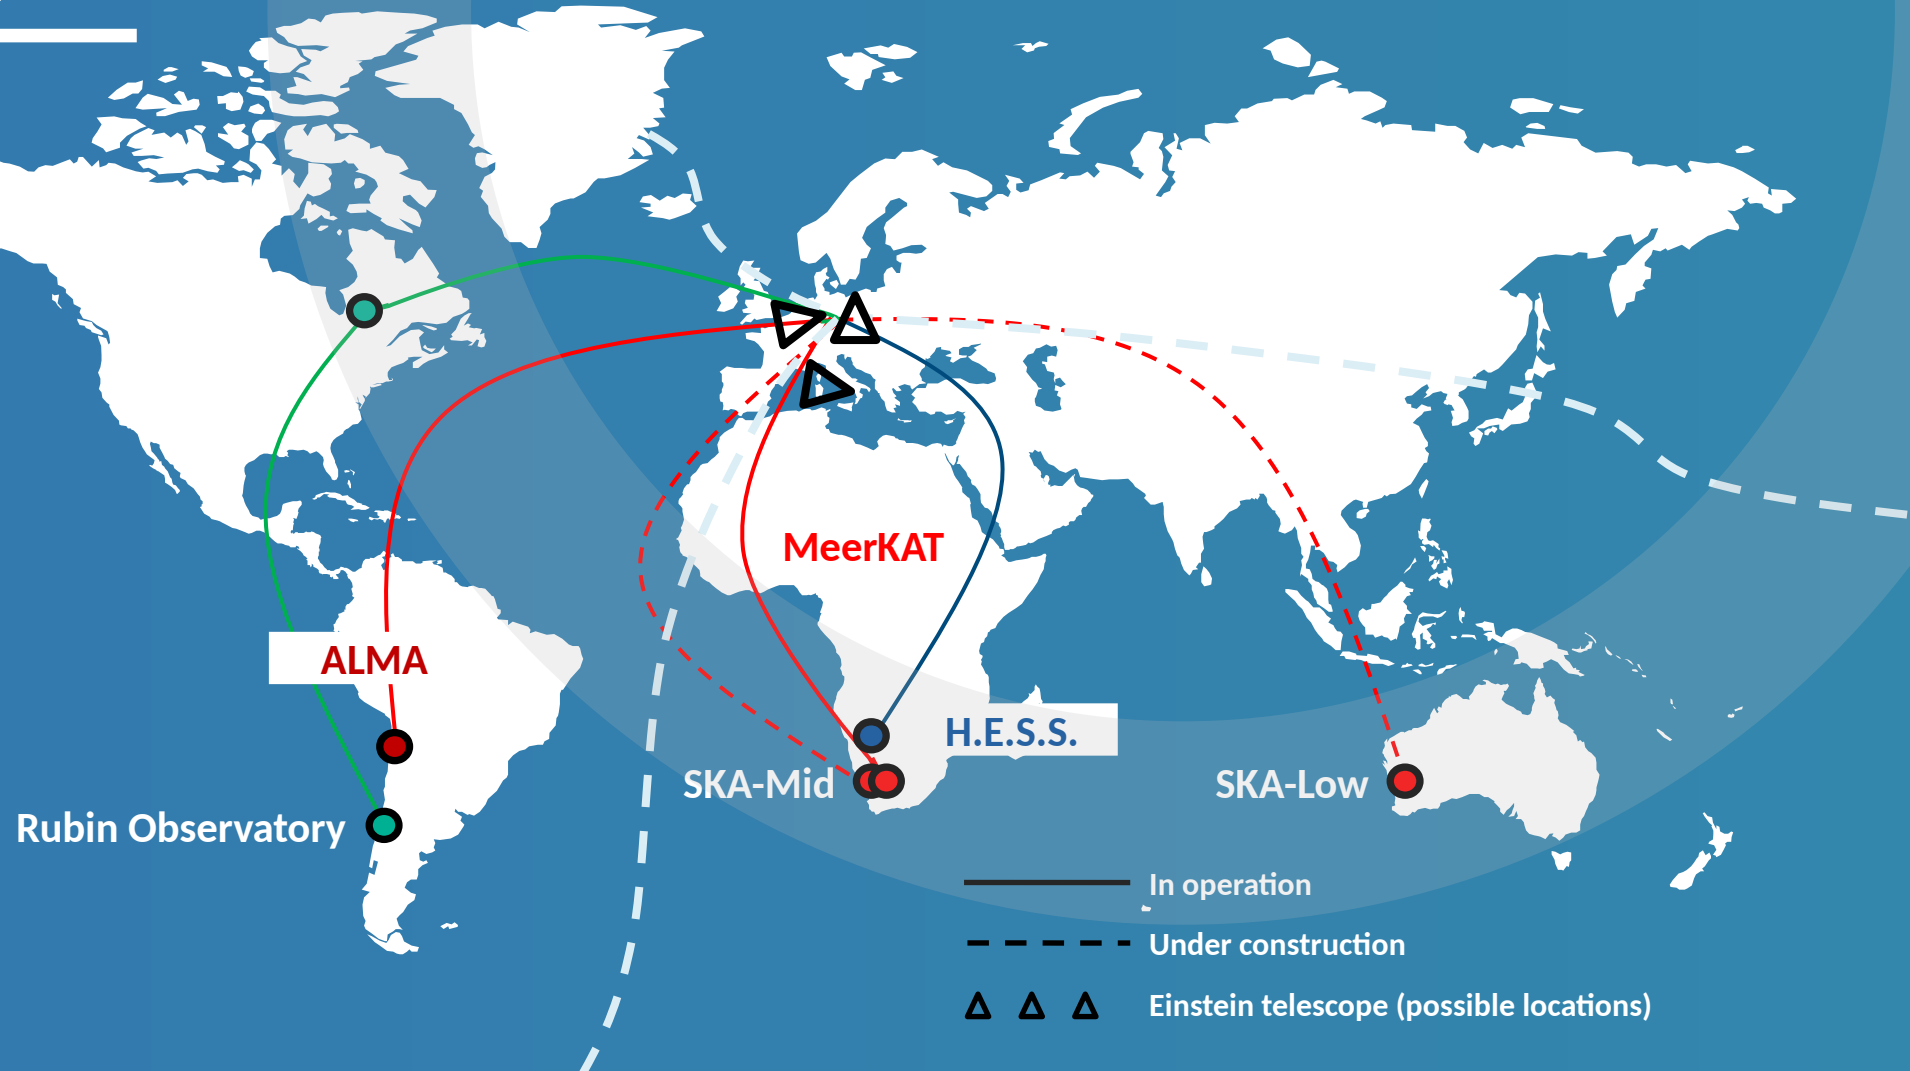 MeerKAT
ALMA
H.E.S.S.
SKA-Mid
SKA-Low
Rubin Observatory
In operation
Under construction
Einstein telescope (possible locations)